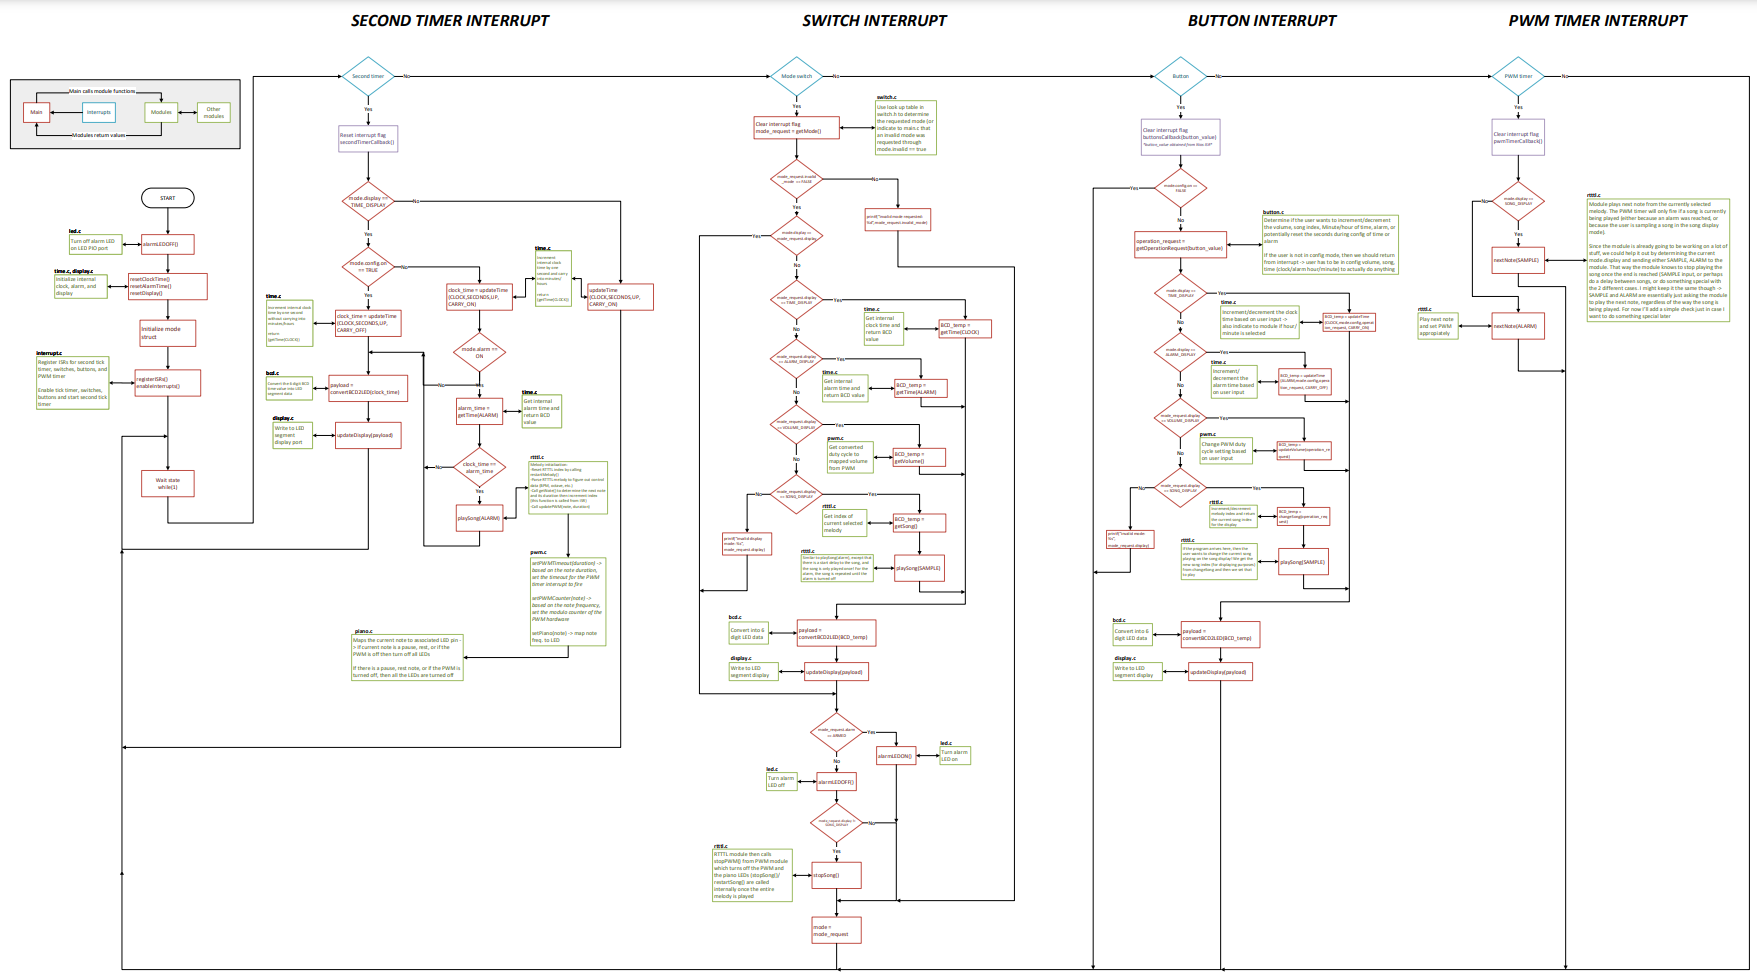 SECOND TIMER INTERRUPT
SWITCH INTERRUPT
BUTTON INTERRUPT
PWM TIMER INTERRUPT
Main calls module functions
Main
Interrupts
Modules
Other
modules
Modules return values
START
led.c
Turn off alarm LED
on LED PIO port
alarmLEDOFF()
time.c, display.c
Initialize internal
clock, alarm, and
display
resetClockTime()
resetAlarmTime()
resetDisplay()
Initialize mode
struct
interrupt.c
Register ISRs for second tick
timer, switches, buttons, and
PWM timer
Enable tick timer, switches,
buttons and start second tick
timer
registerISRs()
enableInterrupts()
Wait state
while(1)
Second timer
No
Yes
Reset interrupt flag
secondTimerCallback()
mode.display ==
TIME_DISPLAY
No
Yes
mode.config.on
== TRUE
No
Yes
time.c
Increment internal clock
time by one second
without carrying into
minutes/hours
return
(getTime(CLOCK))
clock_time = updateTime
(CLOCK,SECONDS,UP,
CARRY_OFF)
clock_time = updateTime
(CLOCK,SECONDS,UP,
CARRY_ON)
time.c
Increment
internal clock
time by one
second and carry
into minutes/
hours
return
(getTime(CLOCK))
updateTime
(CLOCK,SECONDS,UP,
CARRY_ON)
mode.alarm ==
ON
No
Yes
bcd.c
Convert the 6 digit BCD
time value into LED
segment data
payload =
convertBCD2LED(clock_time)
display.c
Write to LED
segment
display port
updateDisplay(payload)
alarm_time =
getTime(ALARM)
time.c
Get internal
alarm time and
return BCD
value
clock_time ==
alarm_time
No
Yes
playSong(ALARM)
rtttl.c
Melody initialization:
-Reset RTTTL index by calling
restartMelody()
-Parse RTTTL melody to figure out control
data (BPM, octave, etc.)
-Call getNote() to determine the next note
and its duration then increment index
(this function is called from ISR)
-Call updatePWM(note, duration)
pwm.c
setPWMTimeout(duration) ->
based on the note duration,
set the timeout for the PWM
timer interrupt to fire
setPWMCounter(note) ->
based on the note frequency,
set the modulo counter of the
PWM hardware
setPiano(note) -> map note
freq. to LED
piano.c
Maps the current note to associated LED pin -
> if current note is a pause, rest, or if the
PWM is off then turn off all LEDs
If there is a pause, rest note, or if the PWM is
turned off, then all the LEDs are turned off
Mode switch
No
Yes
Clear interrupt flag
mode_request = getMode()
switch.c
Use look up table in
switch.h to determine
the requested mode (or
indicate to main.c that
an invalid mode was
requested through
mode.invalid == true
mode_request.invalid
_mode == FALSE
No
Yes
printf("Invalid mode requested:
%d",mode_request.invalid_mode)
mode.display ==
mode_request.display
Yes
No
mode_request.display
== TIME_DISPLAY
Yes
No
time.c
Get internal
clock time and
return BCD
value
BCD_temp =
getTime(CLOCK)
mode_request.display
== ALARM_DISPLAY
Yes
No
time.c
Get internal
alarm time and
return BCD value
BCD_temp =
getTime(ALARM)
mode_request.display
== VOLUME_DISPLAY
Yes
No
pwm.c
Get converted
duty cycle to
mapped volume
from PWM
BCD_temp =
getVolume()
mode_request.display
== SONG_DISPLAY
No
Yes
rtttl.c
Get index of
current selected
melody
BCD_temp =
getSong()
printf("Invalid display
mode: %s",
mode_request.display)
rtttl.c
Similar to playSong(alarm), except that
there is a start delay to the song, and
the song is only played once! For the
alarm, the song is repeated until the
alarm is turned off
playSong(SAMPLE)
bcd.c
Convert into 6
digit LED data
payload =
convertBCD2LED(BCD_temp)
display.c
Write to LED
segment display
updateDisplay(payload)
mode_request.alarm
== ARMED
Yes
No
alarmLEDON()
led.c
Turn alarm
LED on
led.c
Turn alarm
LED off
alarmLEDOFF()
No
Yes
rtttl.c
RTTTL module then calls
stopPWM() from PWM module
which turns off the PWM and
the piano LEDs (stopSong()/
restartSong() are called
internally once the entire
melody is played
stopSong()
mode =
mode_request
Button
No
Yes
Clear interrupt flag
buttonsCallback(button_value)
mode.config.on ==
FALSE
Yes
No
operation_request =
getOperationRequest(button_value)
button.c
Determine if the user wants to increment/decrement
the volume, song index, Minute/hour of time, alarm, or
potentially reset the seconds during config of time or
alarm
If the user is not in config mode, then we should return
from interrupt -> user has to be in config volume, song,
time (clock/alarm hour/minute) to actually do anything
mode.display ==
TIME_DISPLAY
Yes
No
time.c
Increment/decrement the clock
time based on user input ->
also indicate to module if hour/
minute is selected
BCD_temp = updateTime
(CLOCK,mode.config,operat
ion_request, CARRY_ON)
mode.display ==
ALARM_DISPLAY
Yes
No
time.c
Increment/
decrement the
alarm time based
on user input
BCD_temp = updateTime
(ALARM,mode.config,opera
tion_request, CARRY_OFF)
mode_request.display
== VOLUME_DISPLAY
Yes
No
pwm.c
Change PWM duty
cycle setting based
on user input
BCD_temp =
updateVolume(operation_re
quest)
mode_request.display
== SONG_DISPLAY
No
Yes
rtttl.c
Increment/decrement
melody index and return
the current song index
for the display
BCD_temp =
changeSong(operation_req
uest)
printf("Invalid mode:
%s",
mode_request.display)
rtttl.c
If the program arrives here, then the
user wants to change the current song
playing on the song display! We get the
new song index (for displaying purposes)
from changeSong and then we set that
to play
playSong(SAMPLE)
bcd.c
Convert into 6
digit LED data
payload =
convertBCD2LED(BCD_temp)
display.c
Write to LED
segment display
updateDisplay(payload)
PWM timer
No
Yes
Clear interrupt flag
pwmTimerCallback()
mode.display ==
SONG_DISPLAY
No
Yes
nextNote(SAMPLE)
rtttl.c
Module plays next note from the currently selected
melody. The PWM timer will only fire if a song is currently
being played (either because an alarm was reached, or
because the user is sampling a song in the song display
mode).
Since the module is already going to be working on a lot of
stuff, we could help it out by determining the current
mode.display and sending either SAMPLE, ALARM to the
module. That way the module knows to stop playing the
song once the end is reached (SAMPLE input, or perhaps
do a delay between songs, or do something special with
the 2 different cases. I might keep it the same though ->
SAMPLE and ALARM are essentially just asking the module
to play the next note, regardless of the way the song is
being played. For now I'll add a simple check just in case I
want to do something special later
rtttl.c
Play next note
and set PWM
appropriately
nextNote(ALARM)